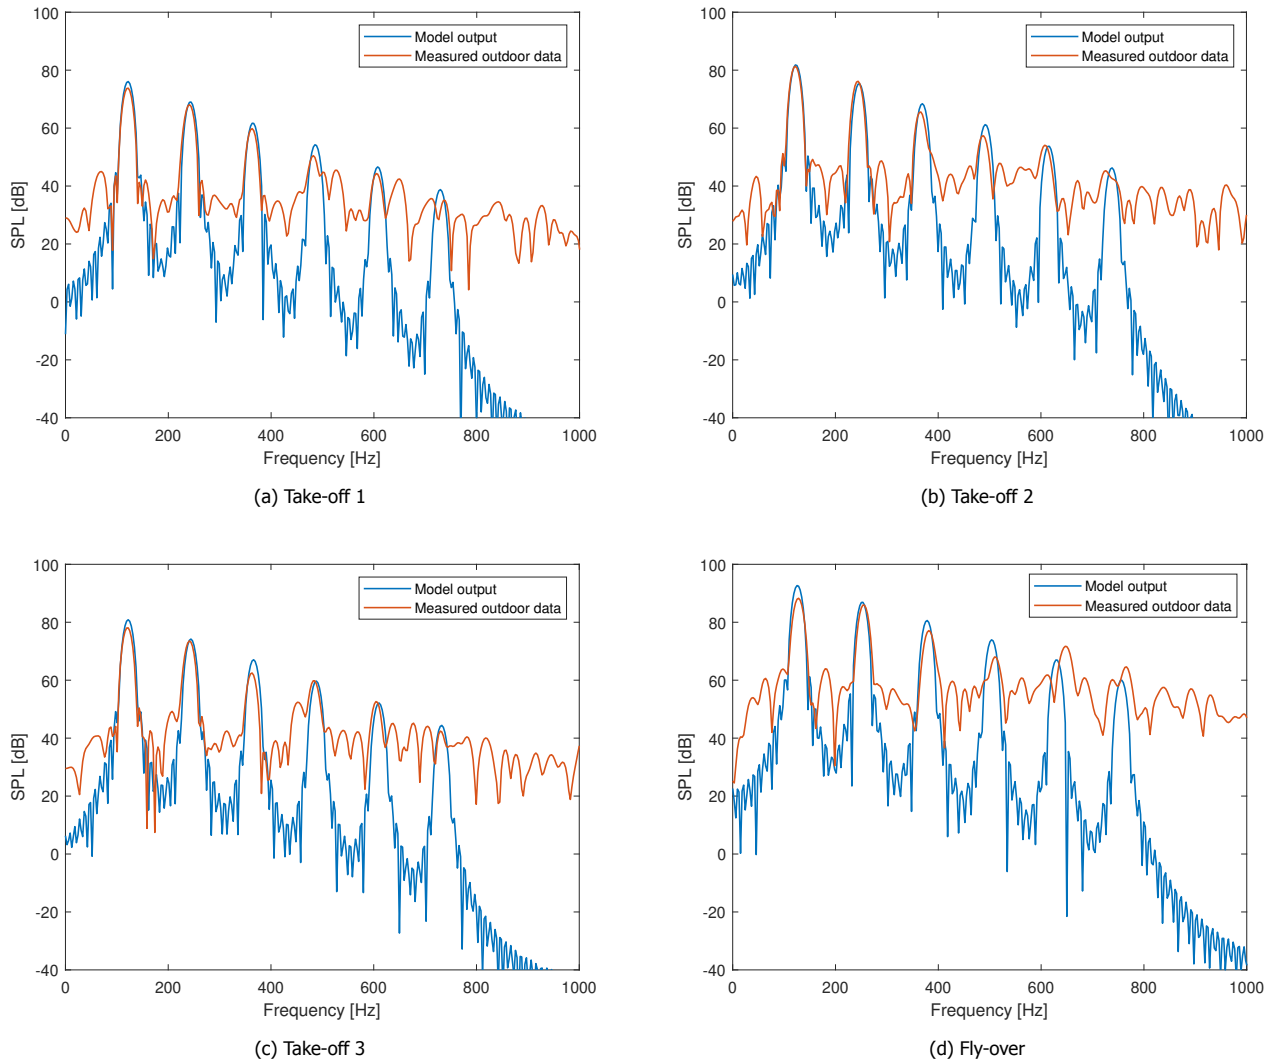 100
80
60
40
20
0
-20
-40
SPL [dB]
0 200 400 600 800 1000
Frequency [Hz]
Model output
Measured outdoor data
(a) Take-off 1
100
80
60
40
20
0
-20
-40
SPL [dB]
0 200 400 600 800 1000
Frequency [Hz]
Model output
Measured outdoor data
(b) Take-off 2
100
80
60
40
20
0
-20
-40
SPL [dB]
0 200 400 600 800 1000
Frequency [Hz]
Model output
Measured outdoor data
(c) Take-off 3
100
80
60
40
20
0
-20
-40
SPL [dB]
0 200 400 600 800 1000
Frequency [Hz]
Model output
Measured outdoor data
(d) Fly-over